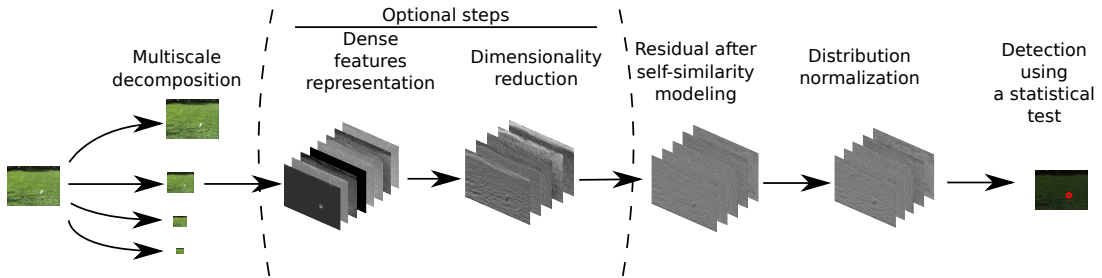 Optional steps
Multiscale
decomposition
Dense
features
representation
Dimensionality
reduction
Residual after
self-similarity
modeling
Distribution
normalization
Detection
using
a statistical
test